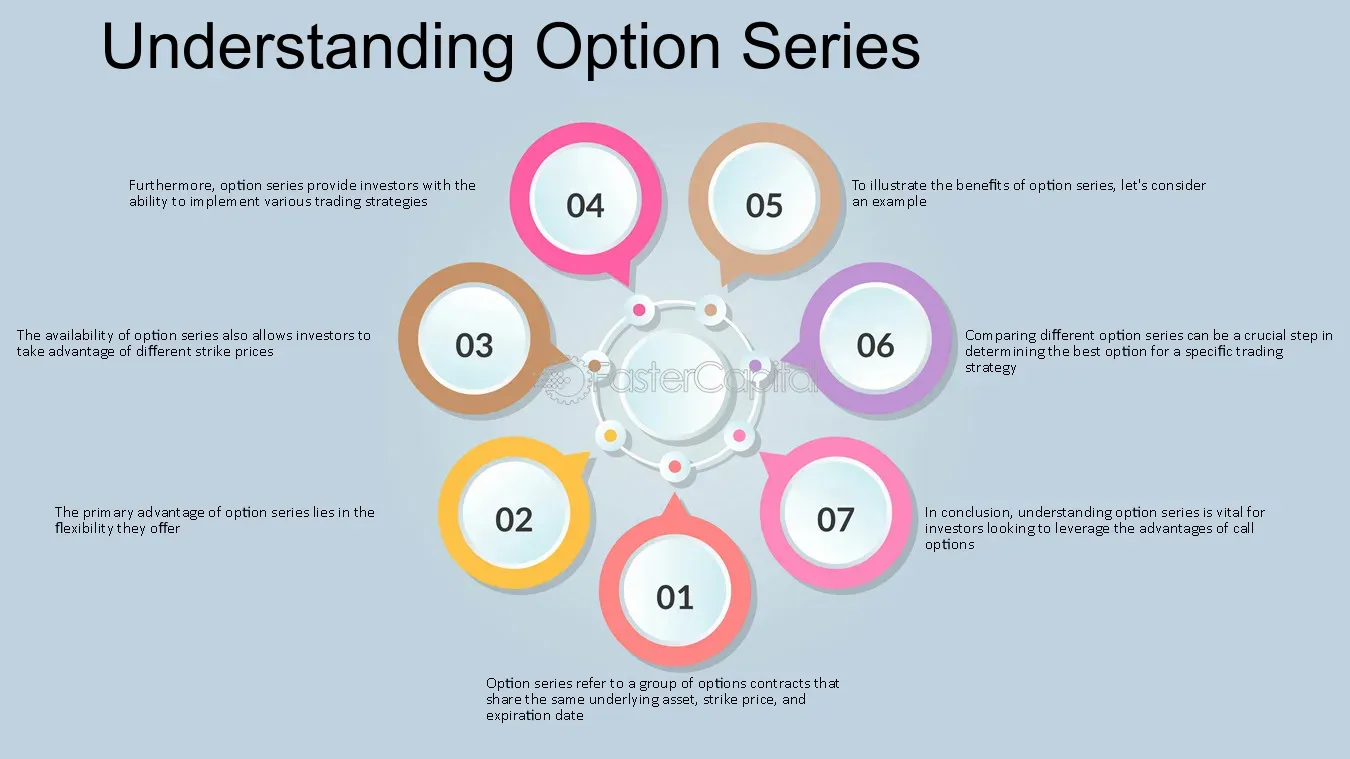 Understanding Option Series
04
Furthermore, option series provide investors with the
ability to implement various trading strategies
05
To illustrate the benefits of option series, let's consider
an example
03
The availability of option series also allows investors to
take advantage of different strike prices
06
Comparing different option series can be a crucial step in
determining the best option for a specific trading
strategy
FasterCapital
02
The primary advantage of option series lies in the
flexibility they offer
07
In conclusion, understanding option series is vital for
investors looking to leverage the advantages of call
options
01
Option series refer to a group of options contracts that
share the same underlying asset, strike price, and
expiration date